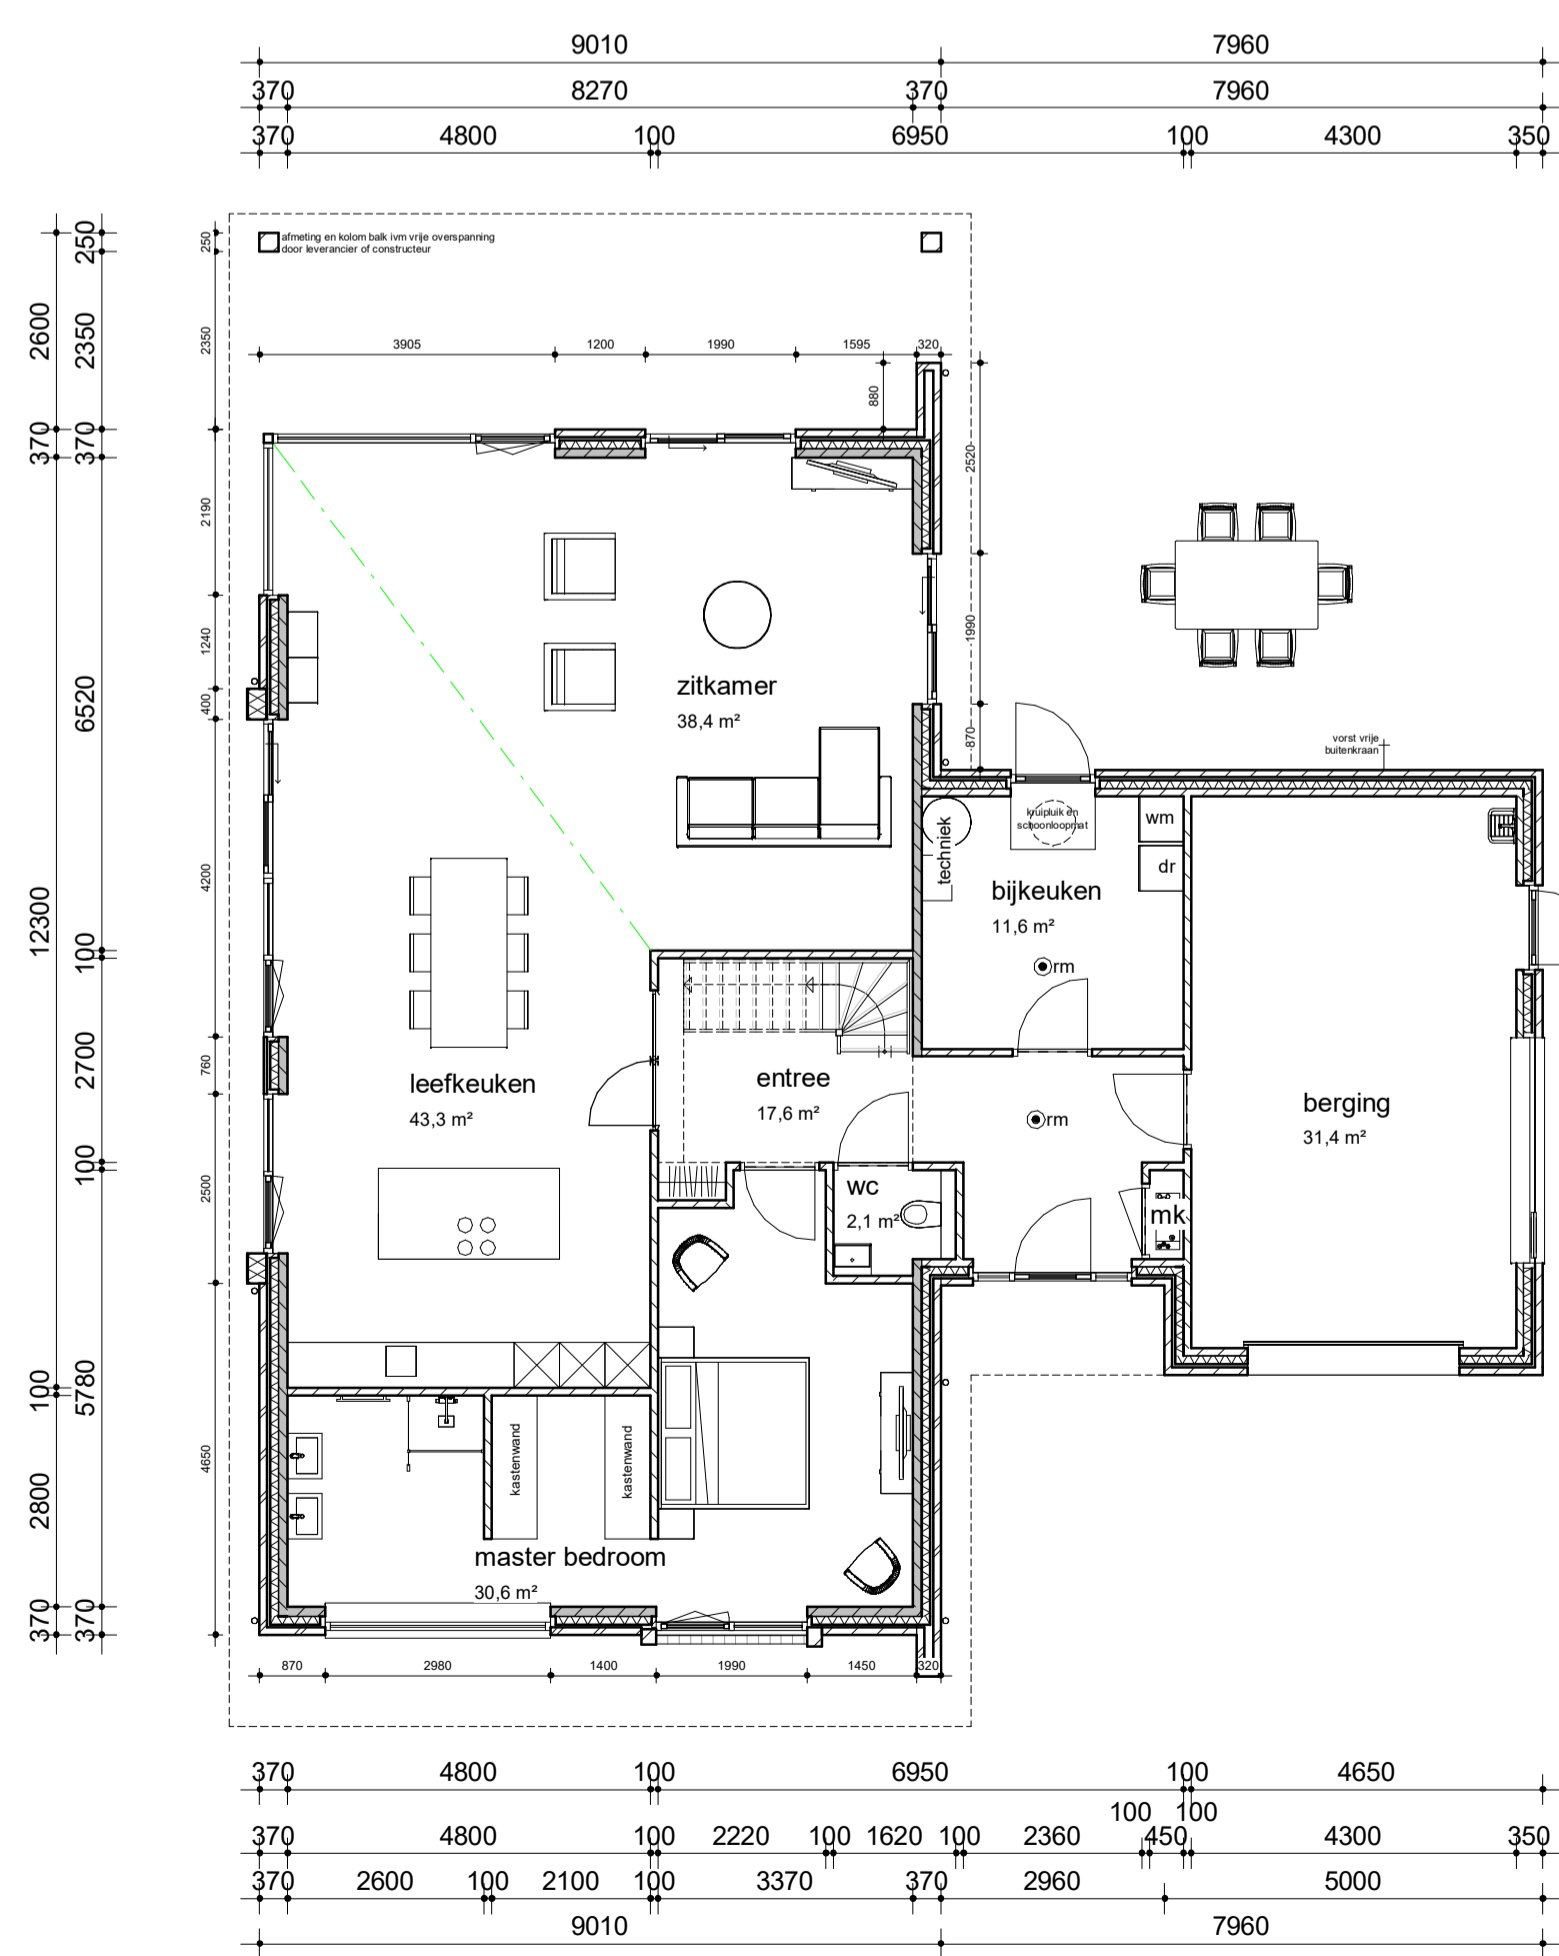 9010 7960
370 8270 370 7960
370 4800 100 6950 100 4300 350
afmeting en kolom balk ivm vrije overspanning
door leverancier of constructeur
250
250
2600
2350
2350
3905 1200 1990 1595 320
880
370
370
2520
2190
1240
400
6520
1990
870
zitkamer
38,4 m²
vorst vrije
buitenkraan
techniek
kruipluik en
schoonloopmat
wm
dr
bijkeuken
11,6 m²
rm
4200
12300
100
2700
760
leefkeuken
43,3 m²
entree
17,6 m²
rm
berging
31,4 m²
100
2500
wc
2,1 m²
mk
100
5780
4650
kastenwand
kastenwand
2800
master bedroom
30,6 m²
370
370
870 2980 1400 1990 1450 320
370 4800 100 6950 100 4650
100 100
370 4800 100 2220 100 1620 100 2360 450 4300 350
370 2600 100 2100 100 3370 370 2960 5000
9010 7960